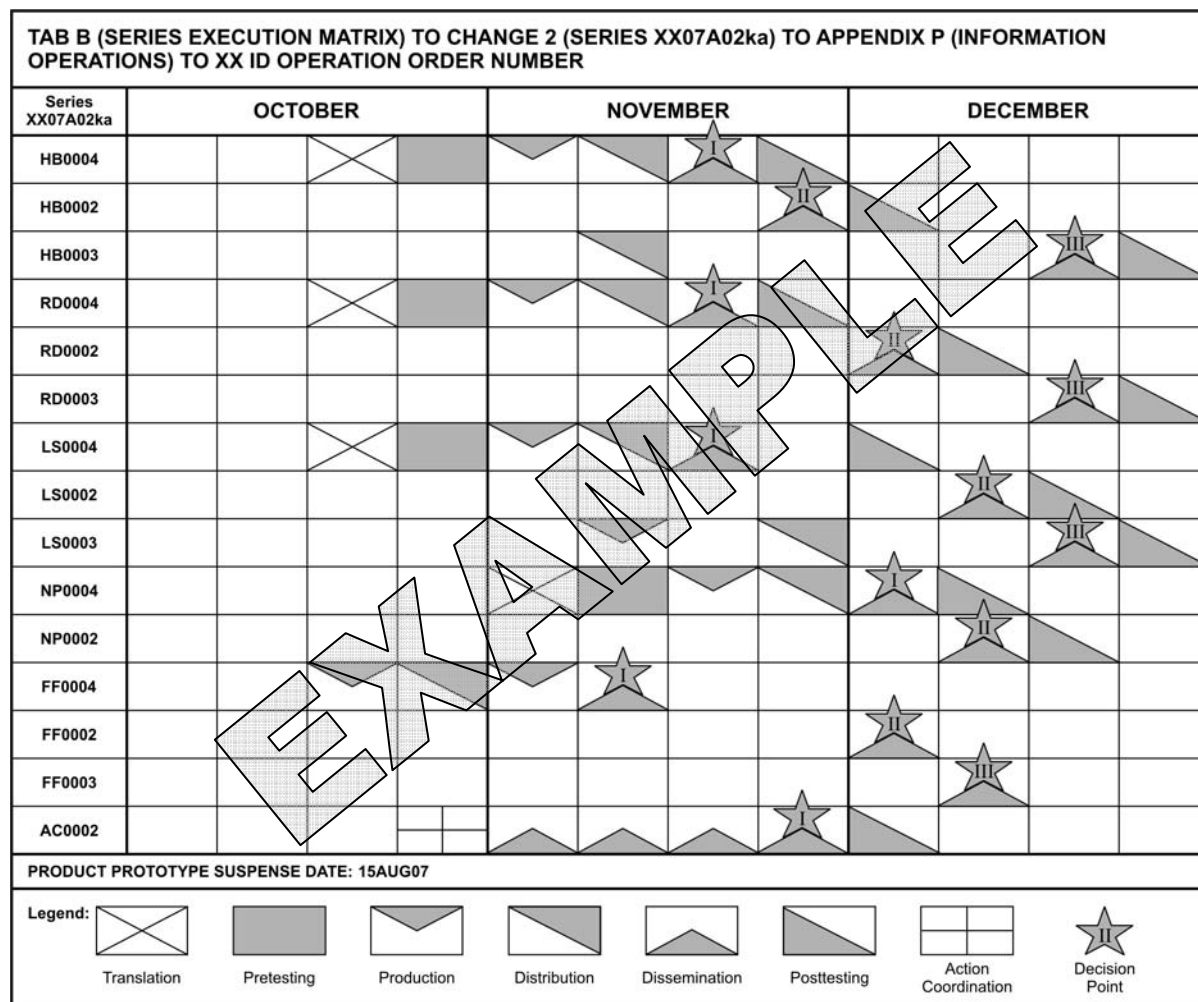 TAB B (SERIES EXECUTION MATRIX) TO CHANGE 2 (SERIES XX07A02ka) TO APPENDIX P (INFORMATION
OPERATIONS) TO XX ID OPERATION ORDER NUMBER
Series
XX07A02ka
OCTOBER NOVEMBER DECEMBER
HB0004 I
HB0002 II
HB0003 III
RD0004 I
RD0002 II
RD0003 III
LS0004 I
LS0002 II
LS0003 III
NP0004 I
NP0002 II
FF0004 I
FF0002 II
FF0003 III
AC0002 I
EXAMPLE
PRODUCT PROTOTYPE SUSPENSE DATE: 15AUG07
Legend: II
Translation Pretesting Production Distribution Dissemination Posttesting Action Decision
Coordination Point